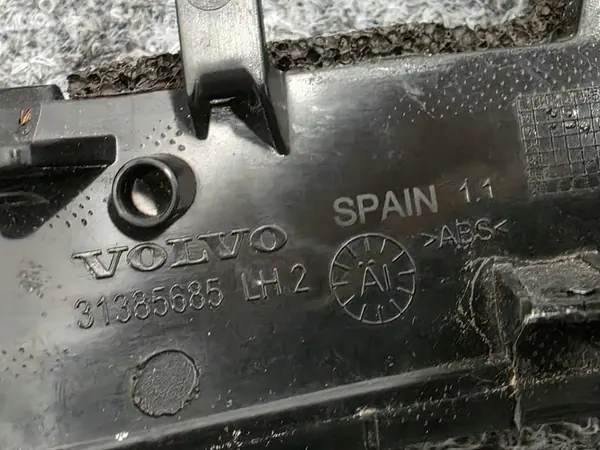 SPAIN 1.1
>ABS<
VOLVO
31385685 LH 2
ÄI